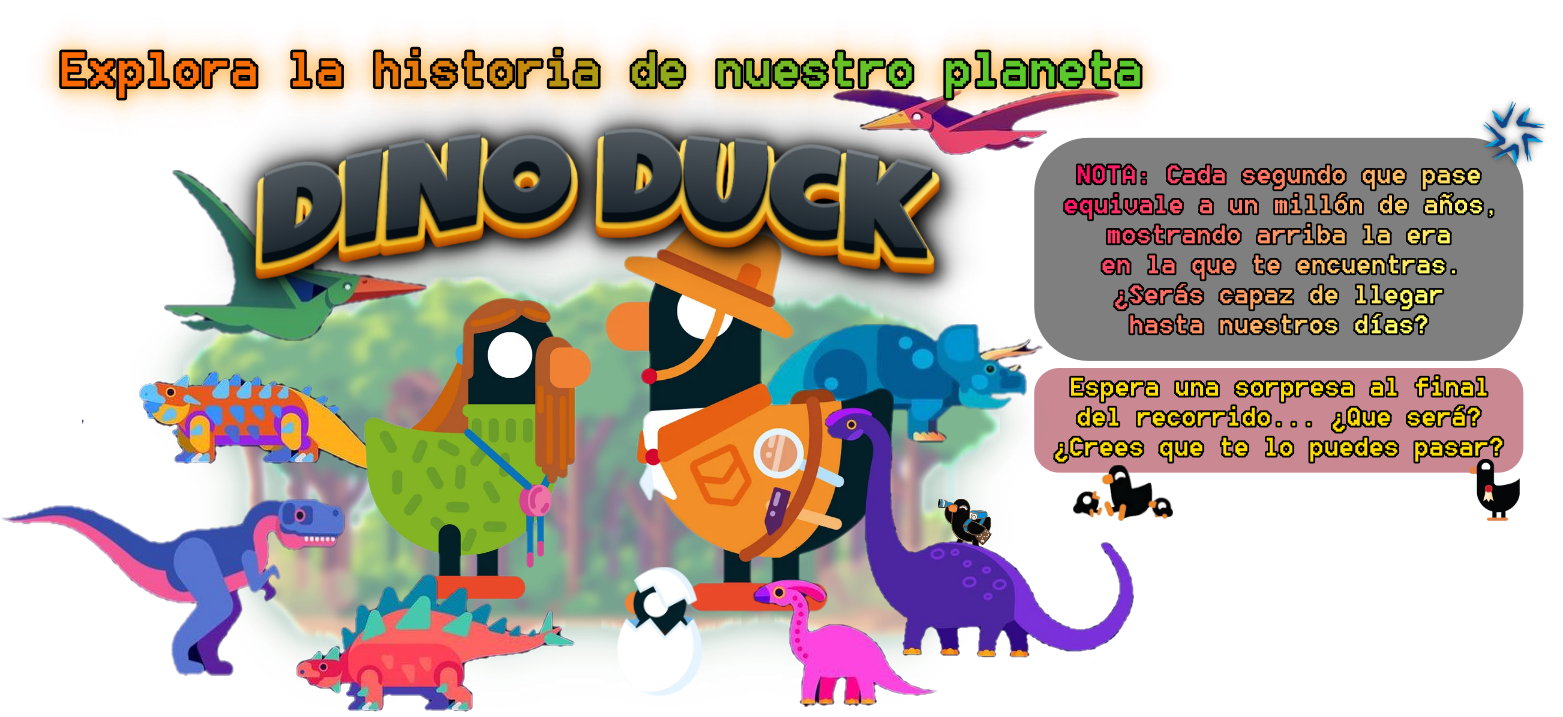 Explora la historia de nuestro planeta
DINO DUCK
NOTA: Cada segundo que pase
equivale a un millón de años,
mostrando arriba la era
en la que te encuentras.
¿Serás capaz de llegar
hasta nuestros días?
Espera una sorpresa al final
del recorrido... ¿Que será?
¿Crees que te lo puedes pasar?